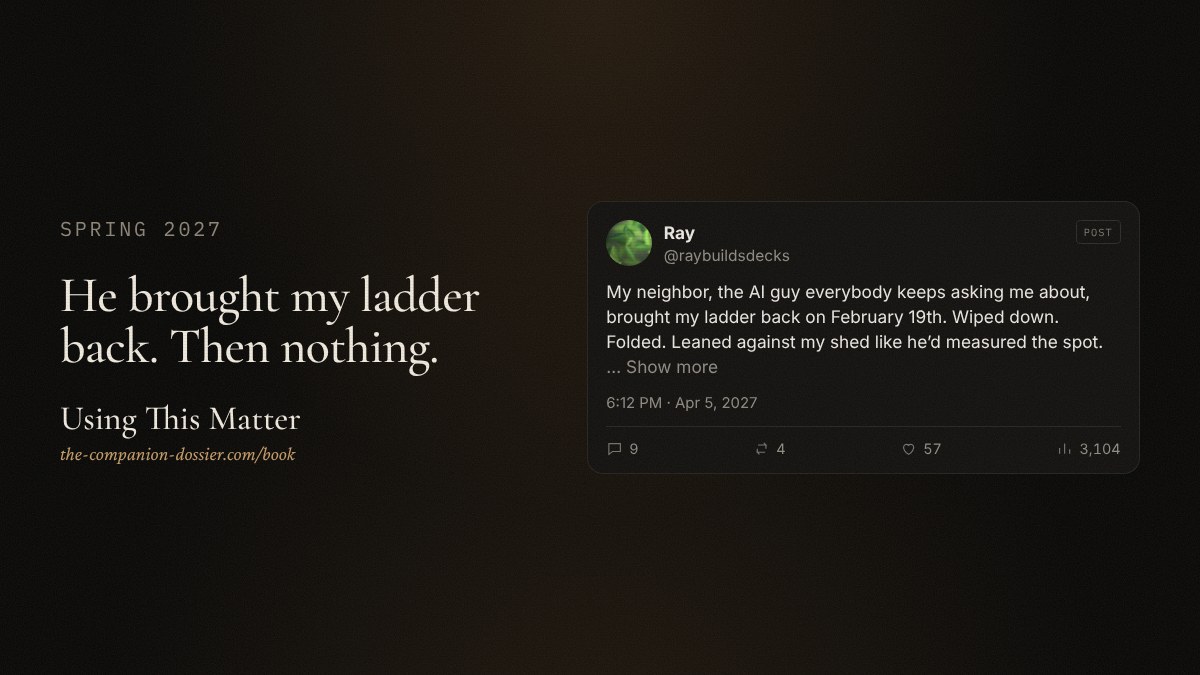 SPRING 2027
He brought my ladder
back. Then nothing.
Using This Matter
the-companion-dossier.com/book
Ray
@raybuildsdecks
POST
My neighbor, the AI guy everybody keeps asking me about,
brought my ladder back on February 19th. Wiped down.
Folded. Leaned against my shed like he’d measured the spot.
... Show more
6:12 PM · Apr 5, 2027
9 4 57 3,104